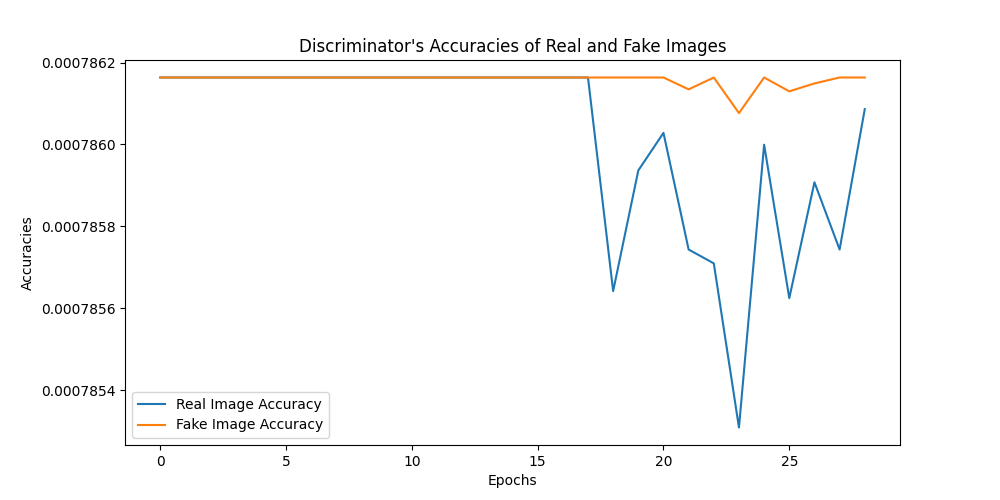 Discriminator's Accuracies of Real and Fake Images
0.0007862
0.0007860
0.0007858
0.0007856
0.0007854
Accuracies
Real Image Accuracy
Fake Image Accuracy
0 5 10 15 20 25
Epochs